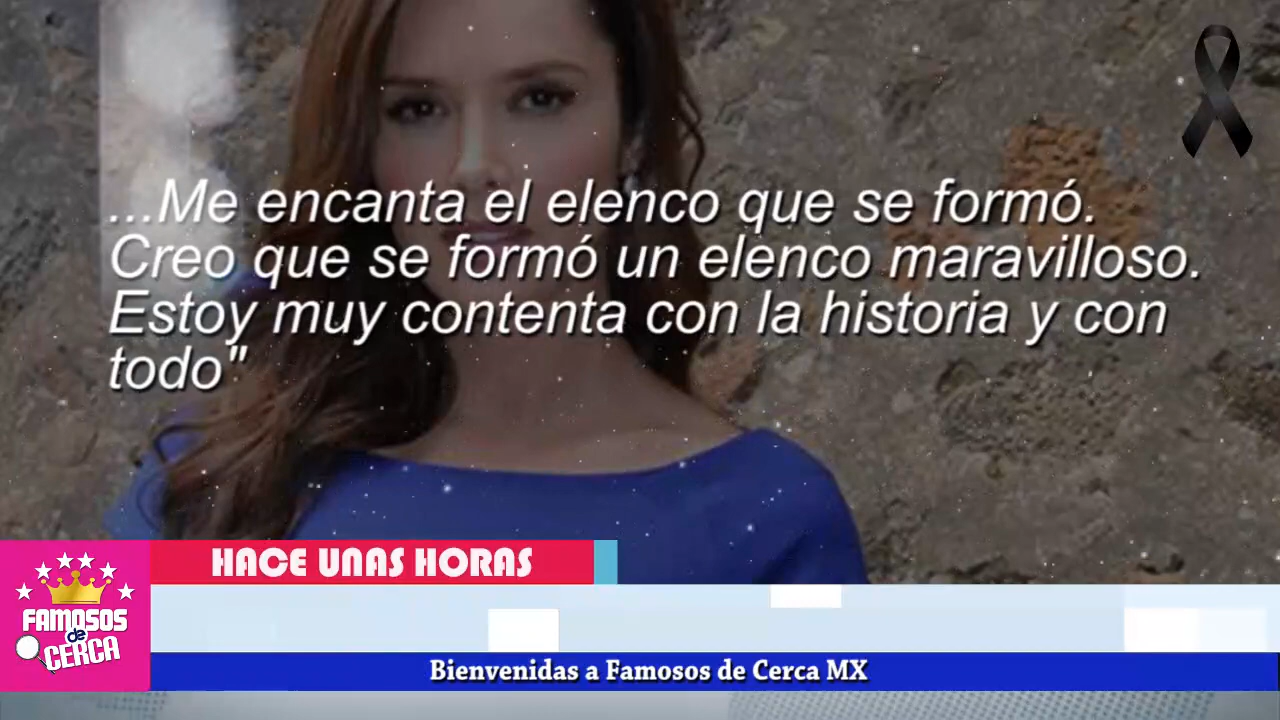 ...Me encanta el elenco que se formó.
Creo que se formó un elenco maravilloso.
Estoy muy contenta con la historia y con
todo"
HACE UNAS HORAS
FAMOSOS
de
CERCA
Bienvenidas a Famosos de Cerca MX